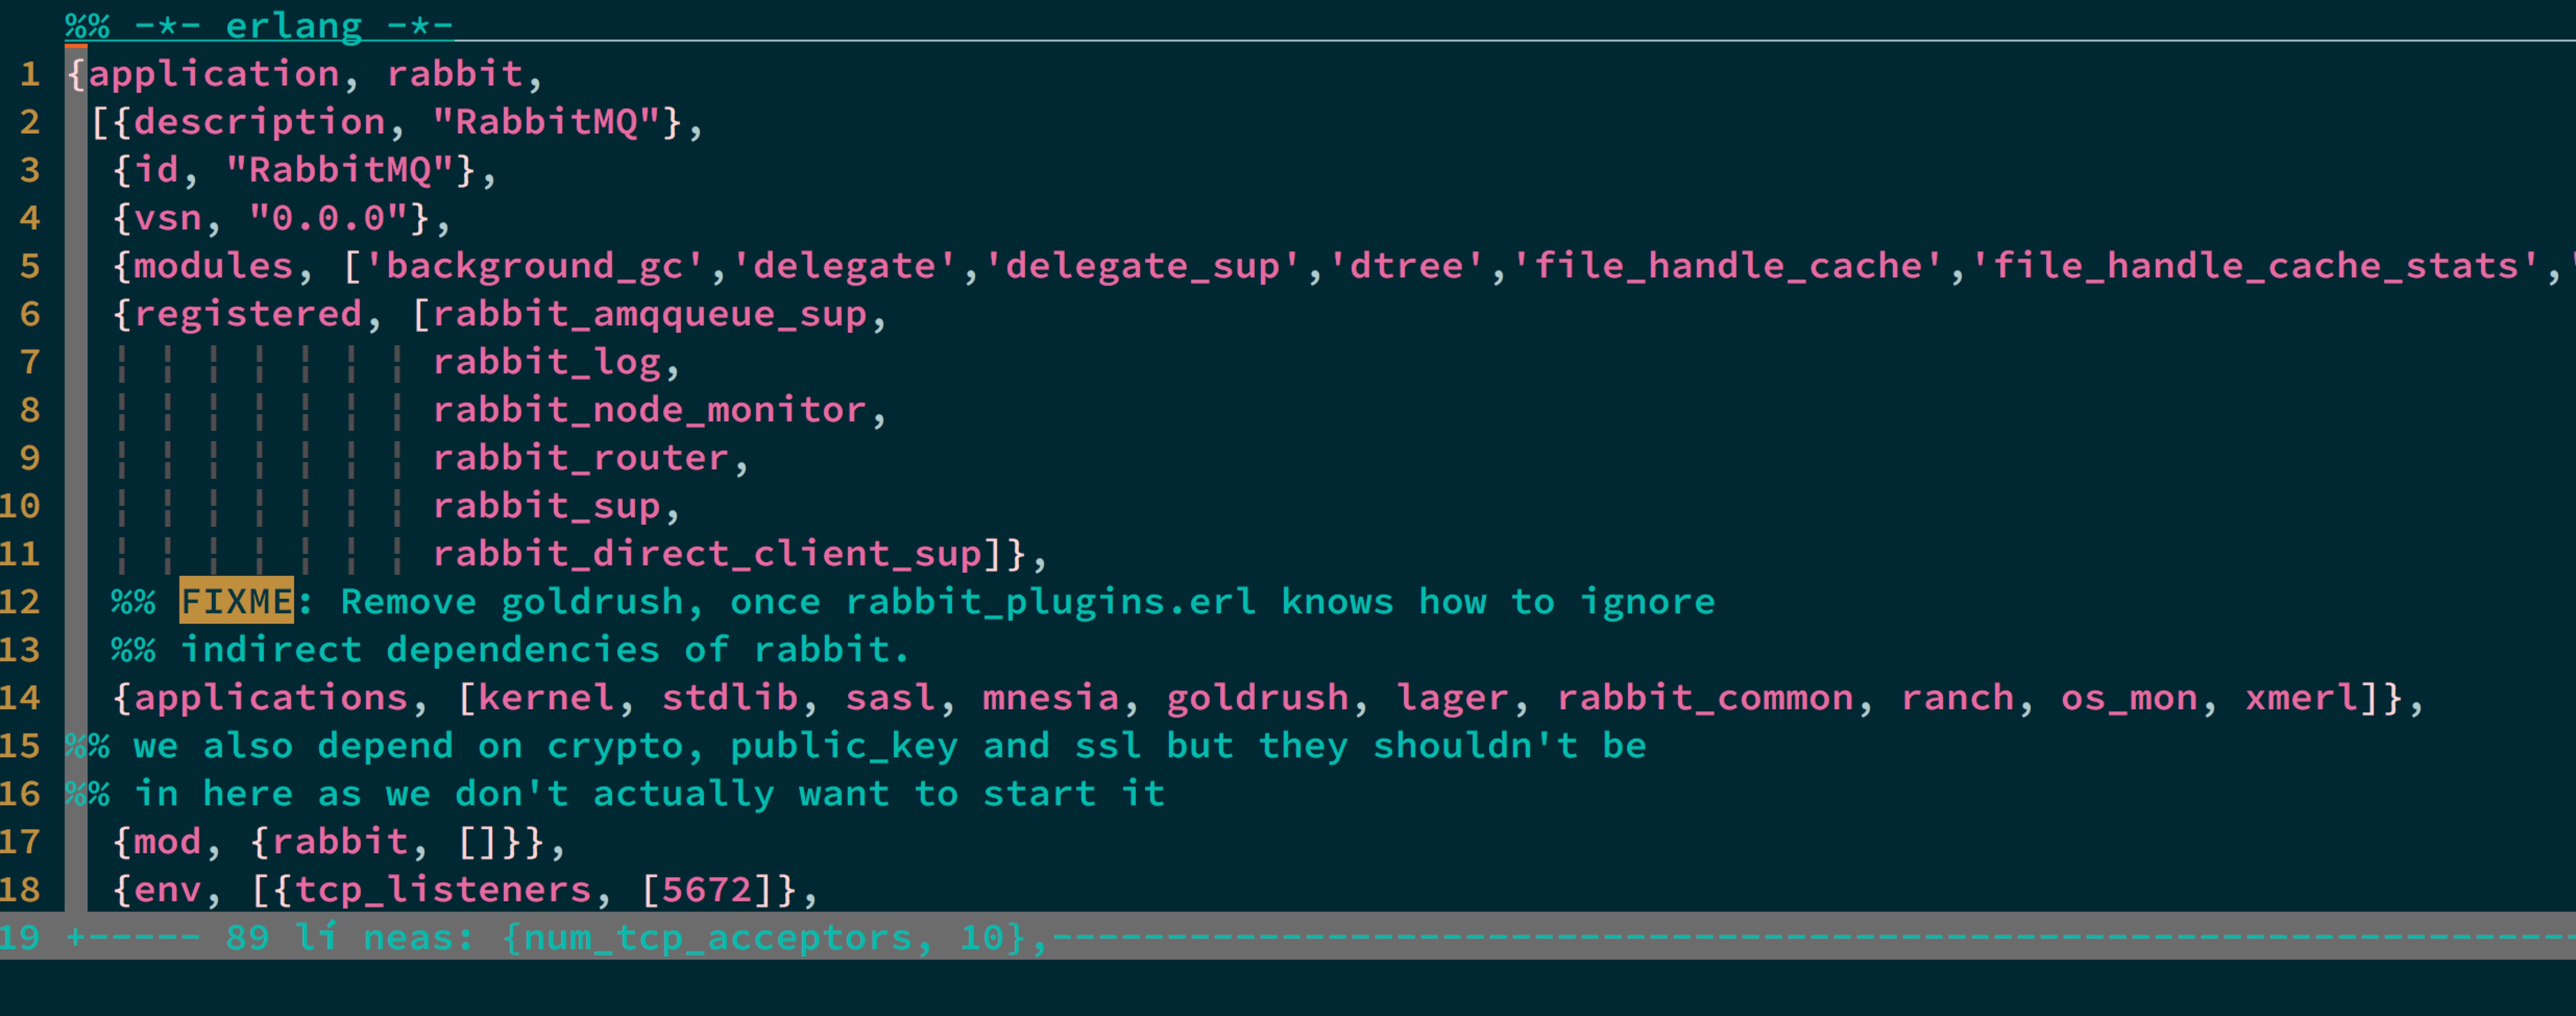 %% -*- erlang -*-
1 {application, rabbit,
2 [{description, "RabbitMQ"},
3 {id, "RabbitMQ"},
4 {vsn, "0.0.0"},
5 {modules, ['background_gc','delegate','delegate_sup','dtree','file_handle_cache','file_handle_cache_stats','
6 {registered, [rabbit_amqqueue_sup,
7 rabbit_log,
8 rabbit_node_monitor,
9 rabbit_router,
10 rabbit_sup,
11 rabbit_direct_client_sup]},
12 %% FIXME: Remove goldrush, once rabbit_plugins.erl knows how to ignore
13 %% indirect dependencies of rabbit.
14 {applications, [kernel, stdlib, sasl, mnesia, goldrush, lager, rabbit_common, ranch, os_mon, xmerl]},
15 %% we also depend on crypto, public_key and ssl but they shouldn't be
16 %% in here as we don't actually want to start it
17 {mod, {rabbit, []}},
18 {env, [{tcp_listeners, [5672]},
19 +----- 89 lí neas: {num_tcp_acceptors, 10},-------------------------------------------------------------------